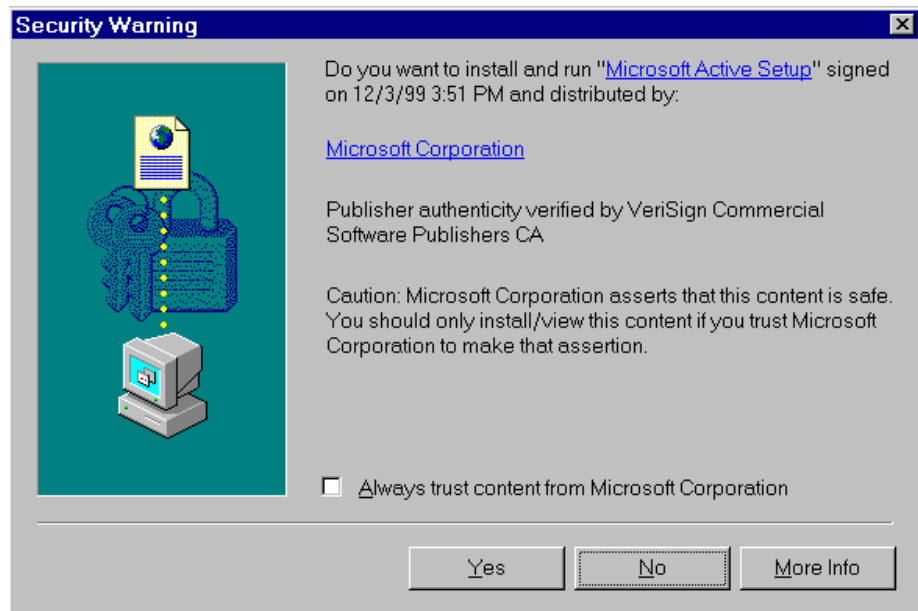 Security Warning
Do you want to install and run "Microsoft Active Setup" signed
on 12/3/99 3:51 PM and distributed by:
Microsoft Corporation
Publisher authenticity verified by VeriSign Commercial
Software Publishers CA
Caution: Microsoft Corporation asserts that this content is safe.
You should only install/view this content if you trust Microsoft
Corporation to make that assertion.
Always trust content from Microsoft Corporation
Yes
No
More Info